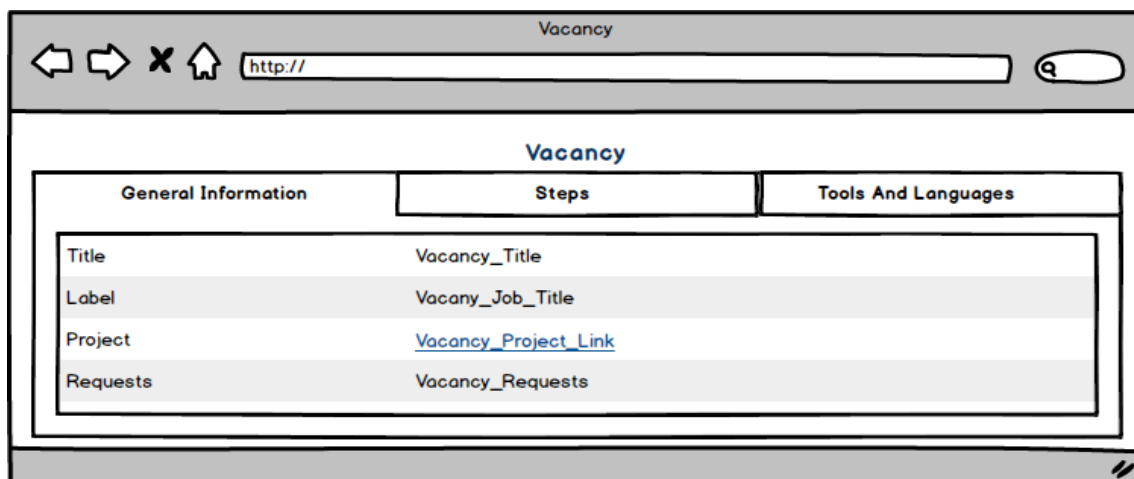 Vacancy
http://
Vacancy
General Information Steps Tools And Languages
Title Vacancy_Title
Label Vacany_Job_Title
Project Vacancy_Project_Link
Requests Vacancy_Requests